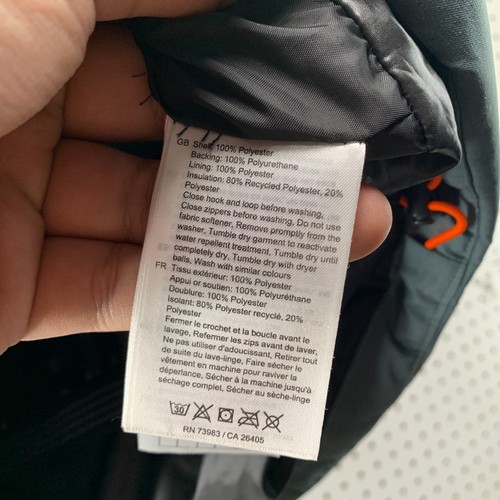 GB Shell: 100% Polyester
Backing: 100% Polyurethane
Lining: 100% Polyester
Insulation: 80% Recycled Polyester, 20%
Polyester
Close hook and loop before washing,
Close zippers before washing, Do not use
fabric softener, Remove promptly from the
washer, Tumble dry garment to reactivate
water repellent treatment, Tumble dry until
completely dry, Tumble dry with dryer
balls, Wash with similar colours
FR Tissu extérieur: 100% Polyester
Appui or soutien: 100% Polyuréthane
Doublure: 100% Polyester
Isolant: 80% Polyester recyclé, 20%
Polyester
Fermer le crochet et la boucle avant le
lavage, Refermer les zips avant de laver,
Ne pas utiliser d'adoucissant, Retirer tout
de suite du lave-linge, Faire sécher le
vêtement en machine pour raviver la
déperlance, Sécher à la machine jusqu'à
séchage complet, Sécher au sèche-linge
30
RN 73983 / CA 26405